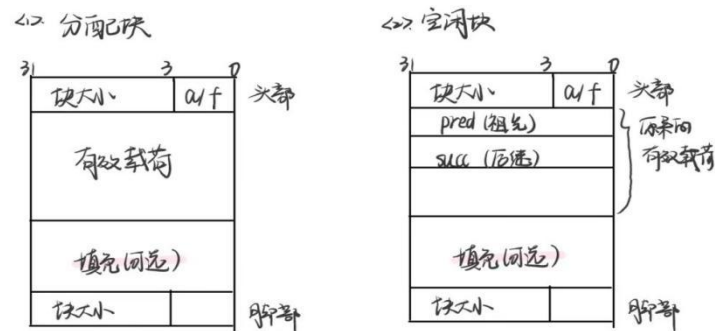 <1> 分配块
31 3 0
块大小 a/f 头部
有效载荷
填充(可选)
块大小 脚部
<2> 空闲块
31 3 0
块大小 a/f 头部
pred (祖先)
succ (后继)
原来的
有效载荷
填充(可选)
块大小 脚部